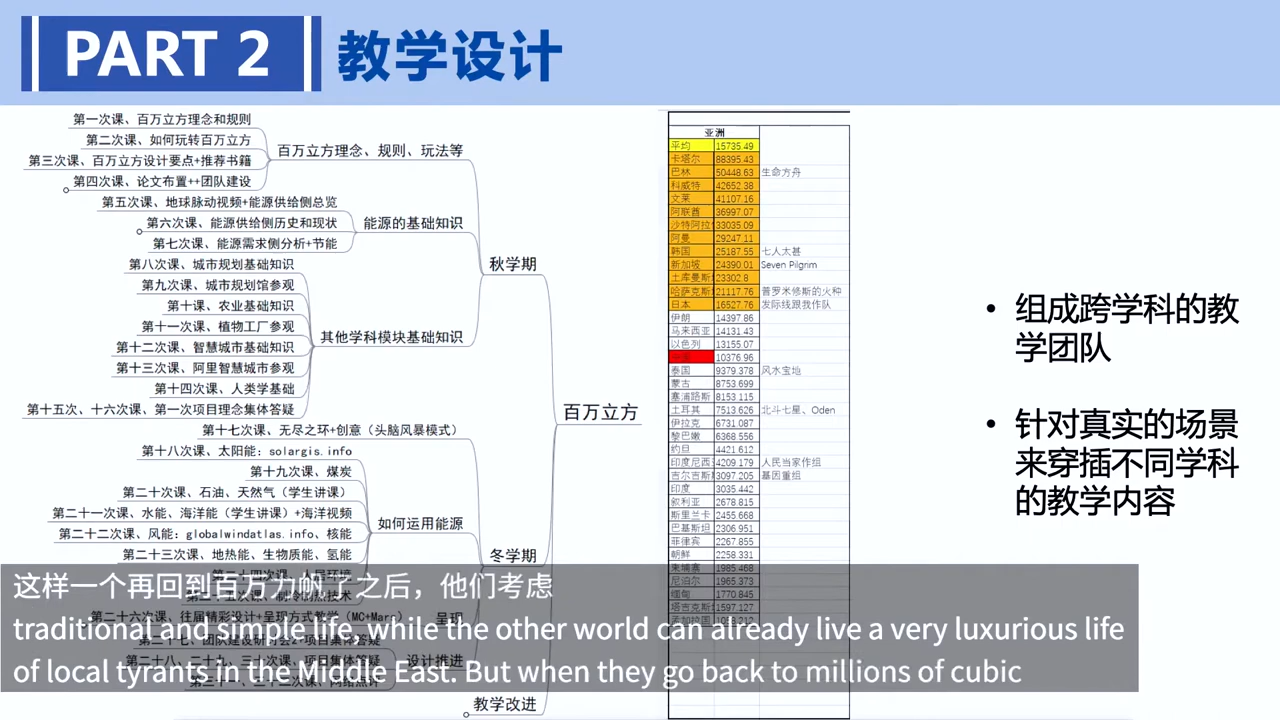 PART 2
教学设计
第一次课、百万立方理念和规则
第二次课、如何玩转百万立方
第三次课、百万立方设计要点+推荐书籍
第四次课、论文布置++团队建设
百万立方理念、规则、玩法等
第五次课、地球脉动视频+能源供给侧总览
第六次课、能源供给侧历史和现状
第七次课、能源需求侧分析+节能
能源的基础知识
第八次课、城市规划基础知识
第九次课、城市规划馆参观
第十课、农业基础知识
第十一次课、植物工厂参观
第十二次课、智慧城市基础知识
第十三次课、阿里智慧城市参观
第十四次课、人类学基础
第十五次、十六次课、第一次项目理念集体答疑
其他学科模块基础知识
秋学期
第十七次课、无尽之环+创意（头脑风暴模式）
第十八次课、太阳能：solargis.info
第十九次课、煤炭
第二十次课、石油、天然气（学生讲课）
第二十一次课、水能、海洋能（学生讲课）+海洋视频
第二十二次课、风能：globalwindatlas.info、核能
第二十三次课、地热能、生物质能、氢能
如何运用能源
冬学期
呈现
设计推进
教学改进
百万立方
亚洲
平均 15735.49
卡塔尔 88395.43
巴林 50448.63 生命方舟
科威特 42652.38
文莱 41107.16
阿联酋 36997.07
沙特阿拉 33035.09
阿曼 29247.11
韩国 25187.55 七人太甚
新加坡 24390.01 Seven Pilgrim
土库曼斯 23302.8
哈萨克斯 21117.76 普罗米修斯的火种
日本 16527.76 发际线跟我作队
伊朗 14397.86
马来西亚 14131.43
以色列 13155.07
中国 10376.96
泰国 9379.378 风水宝地
蒙古 8753.699
塞浦路斯 8153.115
土耳其 7513.626 北斗七星、Oden
伊拉克 6731.087
黎巴嫩 6368.556
约旦 4421.612
印度尼西 4209.179 人民当家作组
吉尔吉斯 3097.205 基因重组
印度 3035.442
叙利亚 2678.815
斯里兰卡 2455.668
巴基斯坦 2306.951
菲律宾 2267.855
朝鲜 2258.331
柬埔寨 1985.468
尼泊尔 1965.373
缅甸 1770.845
塔吉克斯 1597.127
• 组成跨学科的教
学团队
• 针对真实的场景
来穿插不同学科
的教学内容
这样一个再回到百万力帆了之后，他们考虑
traditional and simple life, while the other world can already live a very luxurious life
of local tyrants in the Middle East. But when they go back to millions of cubic